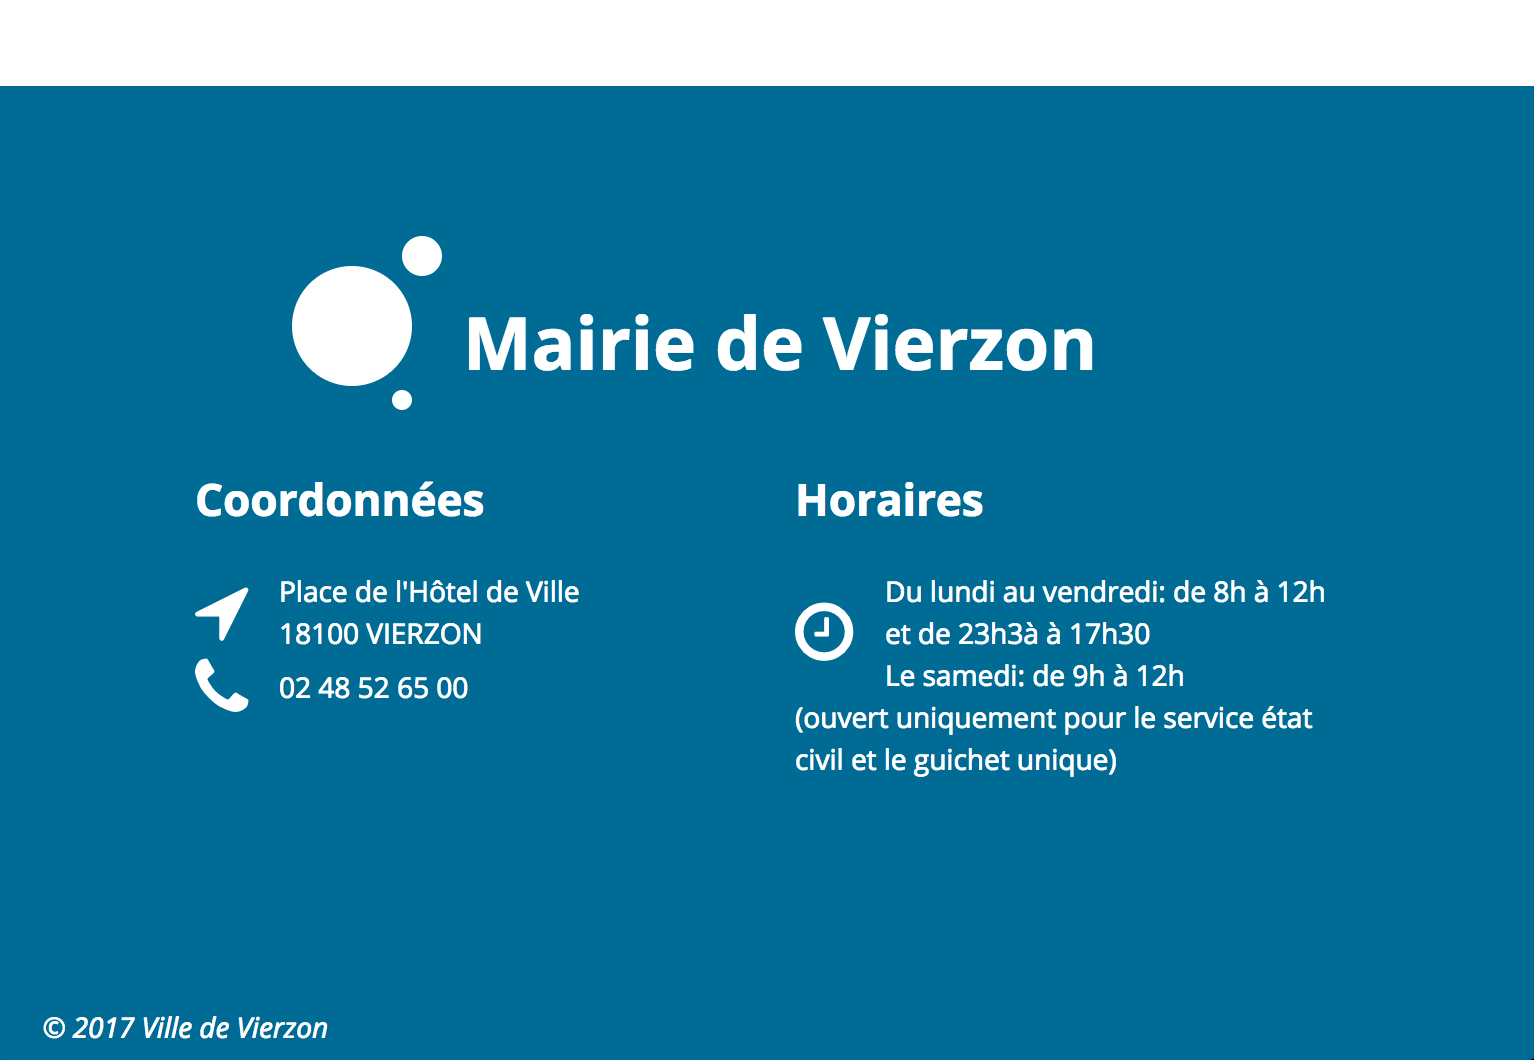 Mairie de Vierzon
Coordonnées
Place de l'Hôtel de Ville
18100 VIERZON
02 48 52 65 00
Horaires
Du lundi au vendredi: de 8h à 12h
et de 23h3à à 17h30
Le samedi: de 9h à 12h
(ouvert uniquement pour le service état
civil et le guichet unique)
© 2017 Ville de Vierzon